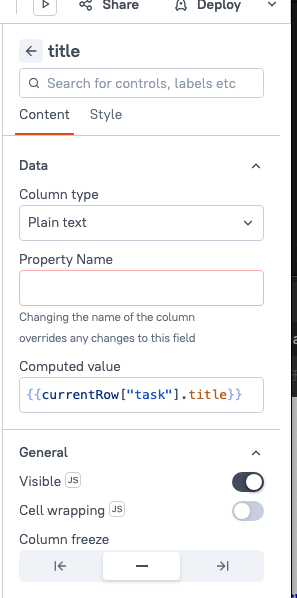 Share
Deploy
title
Search for controls, labels etc
Content
Style
Data
Column type
Plain text
Property Name
Changing the name of the column
overrides any changes to this field
Computed value
{{currentRow["task"].title}}
General
Visible JS
Cell wrapping JS
Column freeze